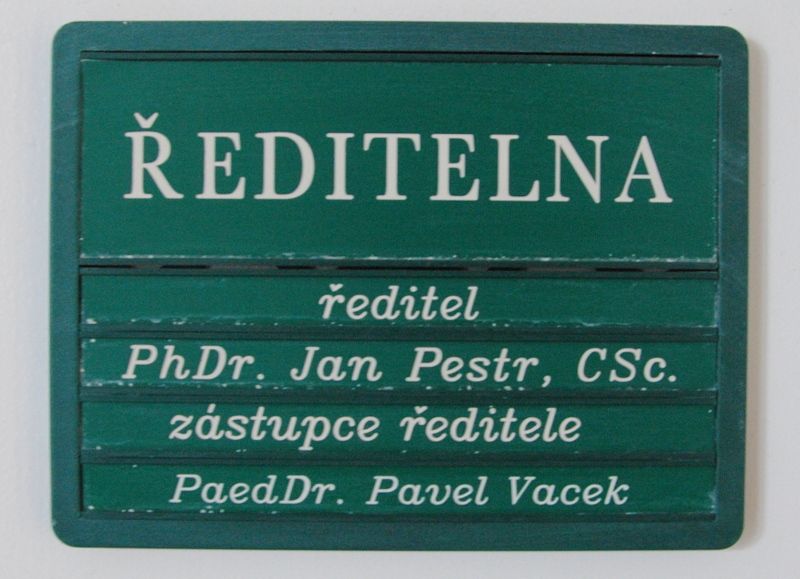 ŘEDITELNA
ředitel
PhDr. Jan Pestr, CSc.
zástupce ředitele
PaedDr. Pavel Vacek